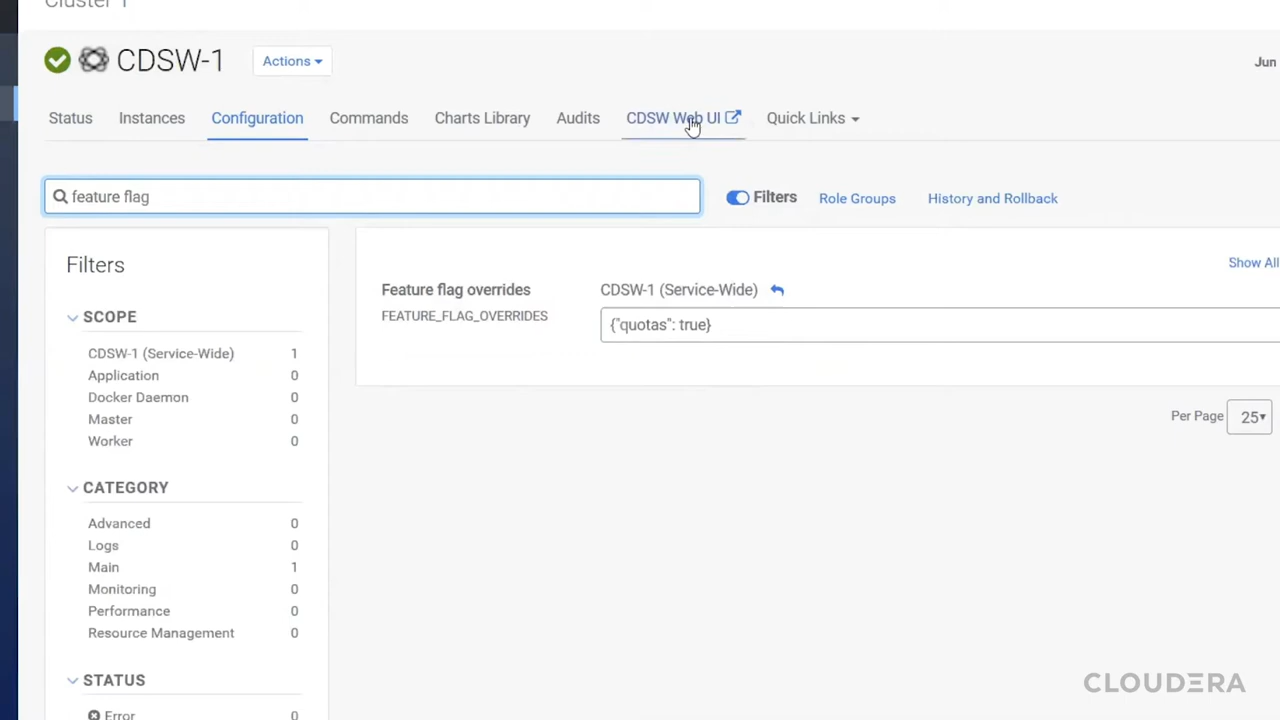 Cluster 1
CDSW-1
Actions
Jun
Status Instances Configuration Commands Charts Library Audits CDSW Web UI Quick Links
feature flag
Filters Role Groups History and Rollback
Filters
Show All
Feature flag overrides
CDSW-1 (Service-Wide)
FEATURE_FLAG_OVERRIDES
{"quotas": true}
SCOPE
CDSW-1 (Service-Wide) 1
Application 0
Docker Daemon 0
Master 0
Worker 0
Per Page 25
CATEGORY
Advanced 0
Logs 0
Main 1
Monitoring 0
Performance 0
Resource Management 0
STATUS
Error 0
CLOUDERA